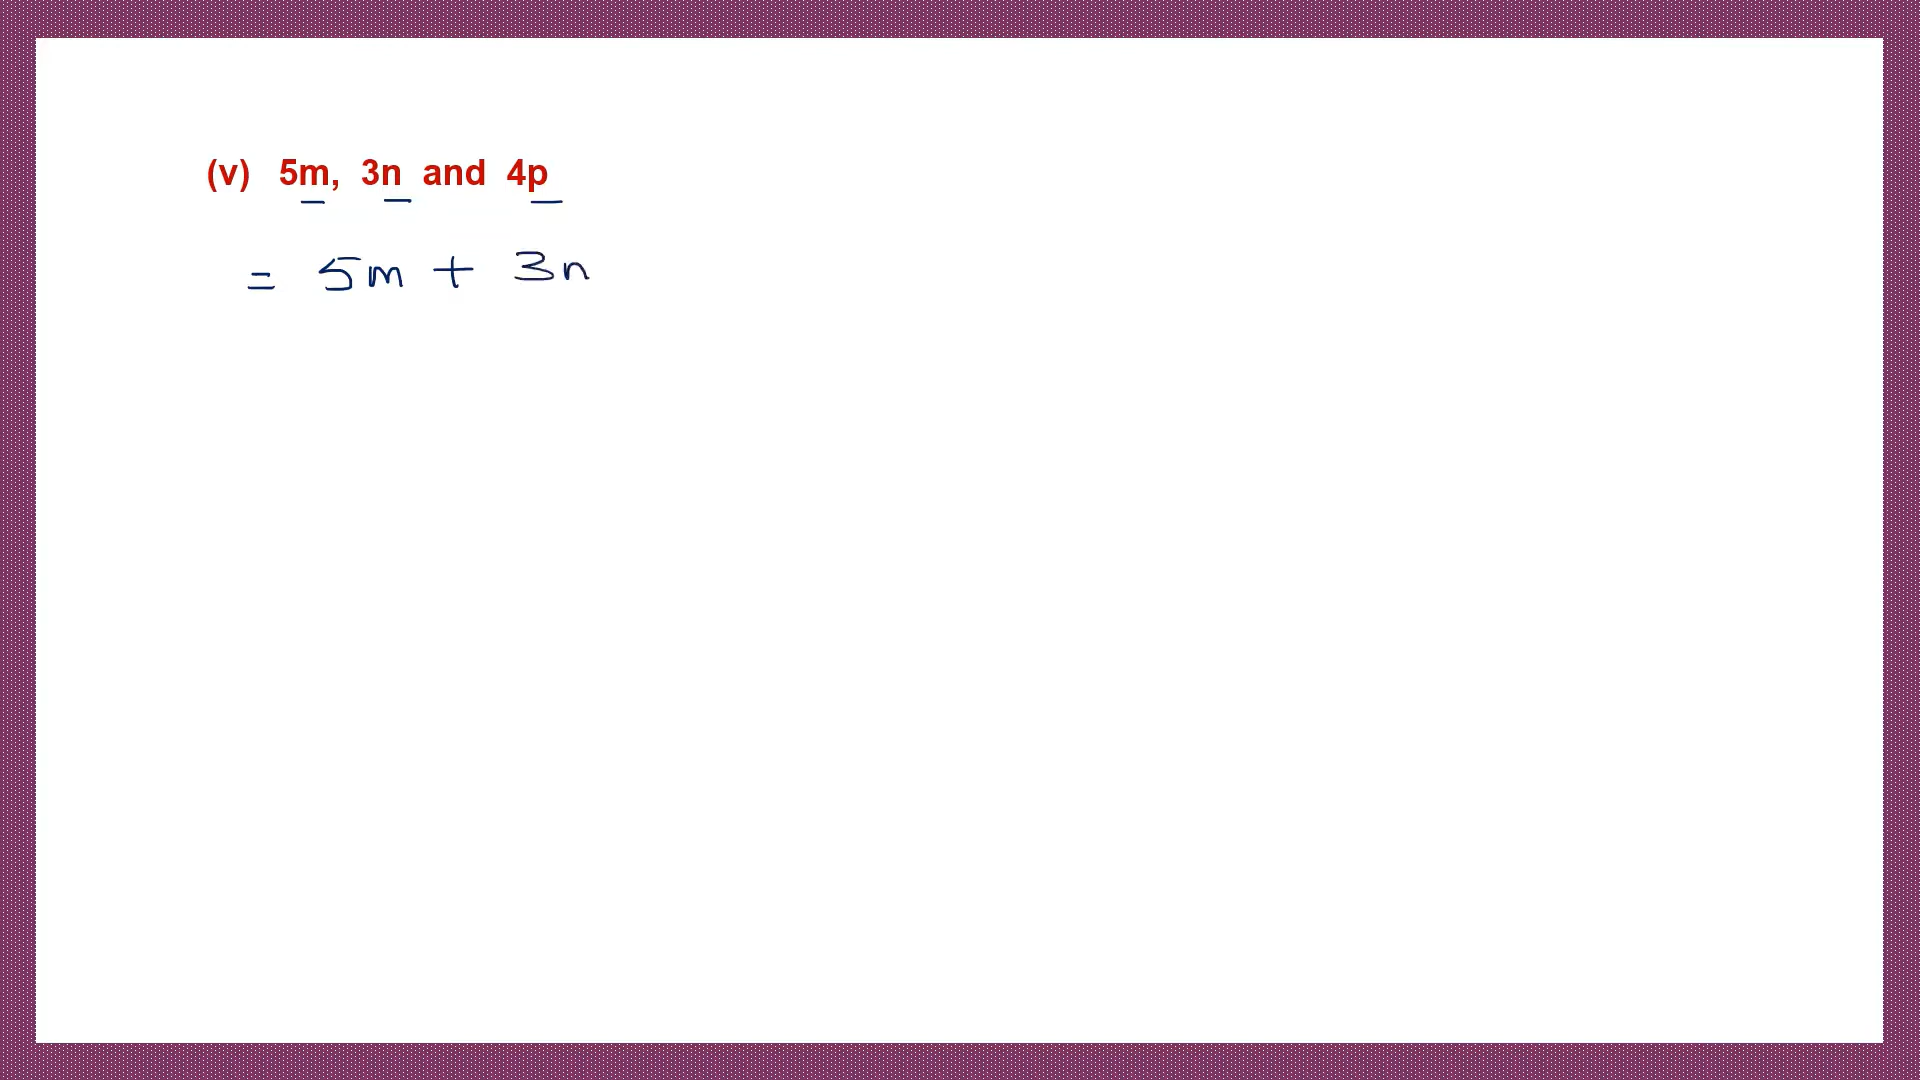 (v) 5m, 3n and 4p
= 5m + 3n